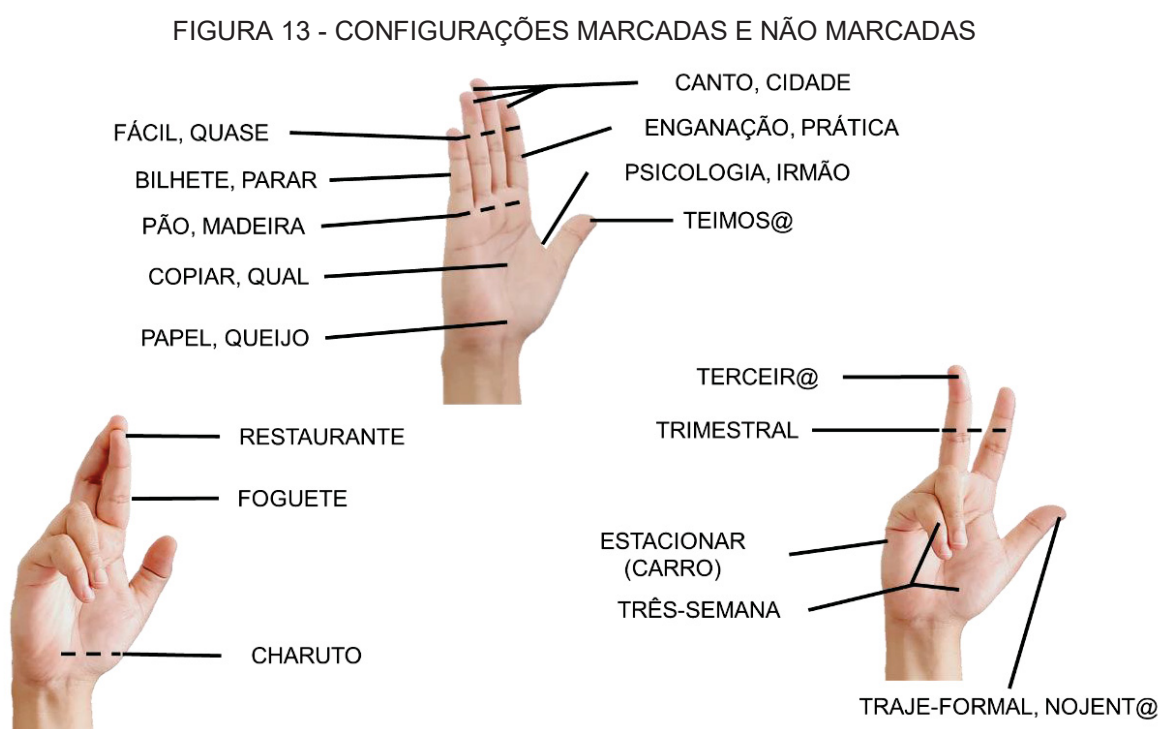 FIGURA 13 - CONFIGURAÇÕES MARCADAS E NÃO MARCADAS
CANTO, CIDADE
FÁCIL, QUASE
ENGANAÇÃO, PRÁTICA
BILHETE, PARAR
PSICOLOGIA, IRMÃO
PÃO, MADEIRA
TEIMOS@
COPIAR, QUAL
PAPEL, QUEIJO
TERCEIR@
RESTAURANTE
TRIMESTRAL
FOGUETE
ESTACIONAR
(CARRO)
TRÊS-SEMANA
CHARUTO
TRAJE-FORMAL, NOJENT@